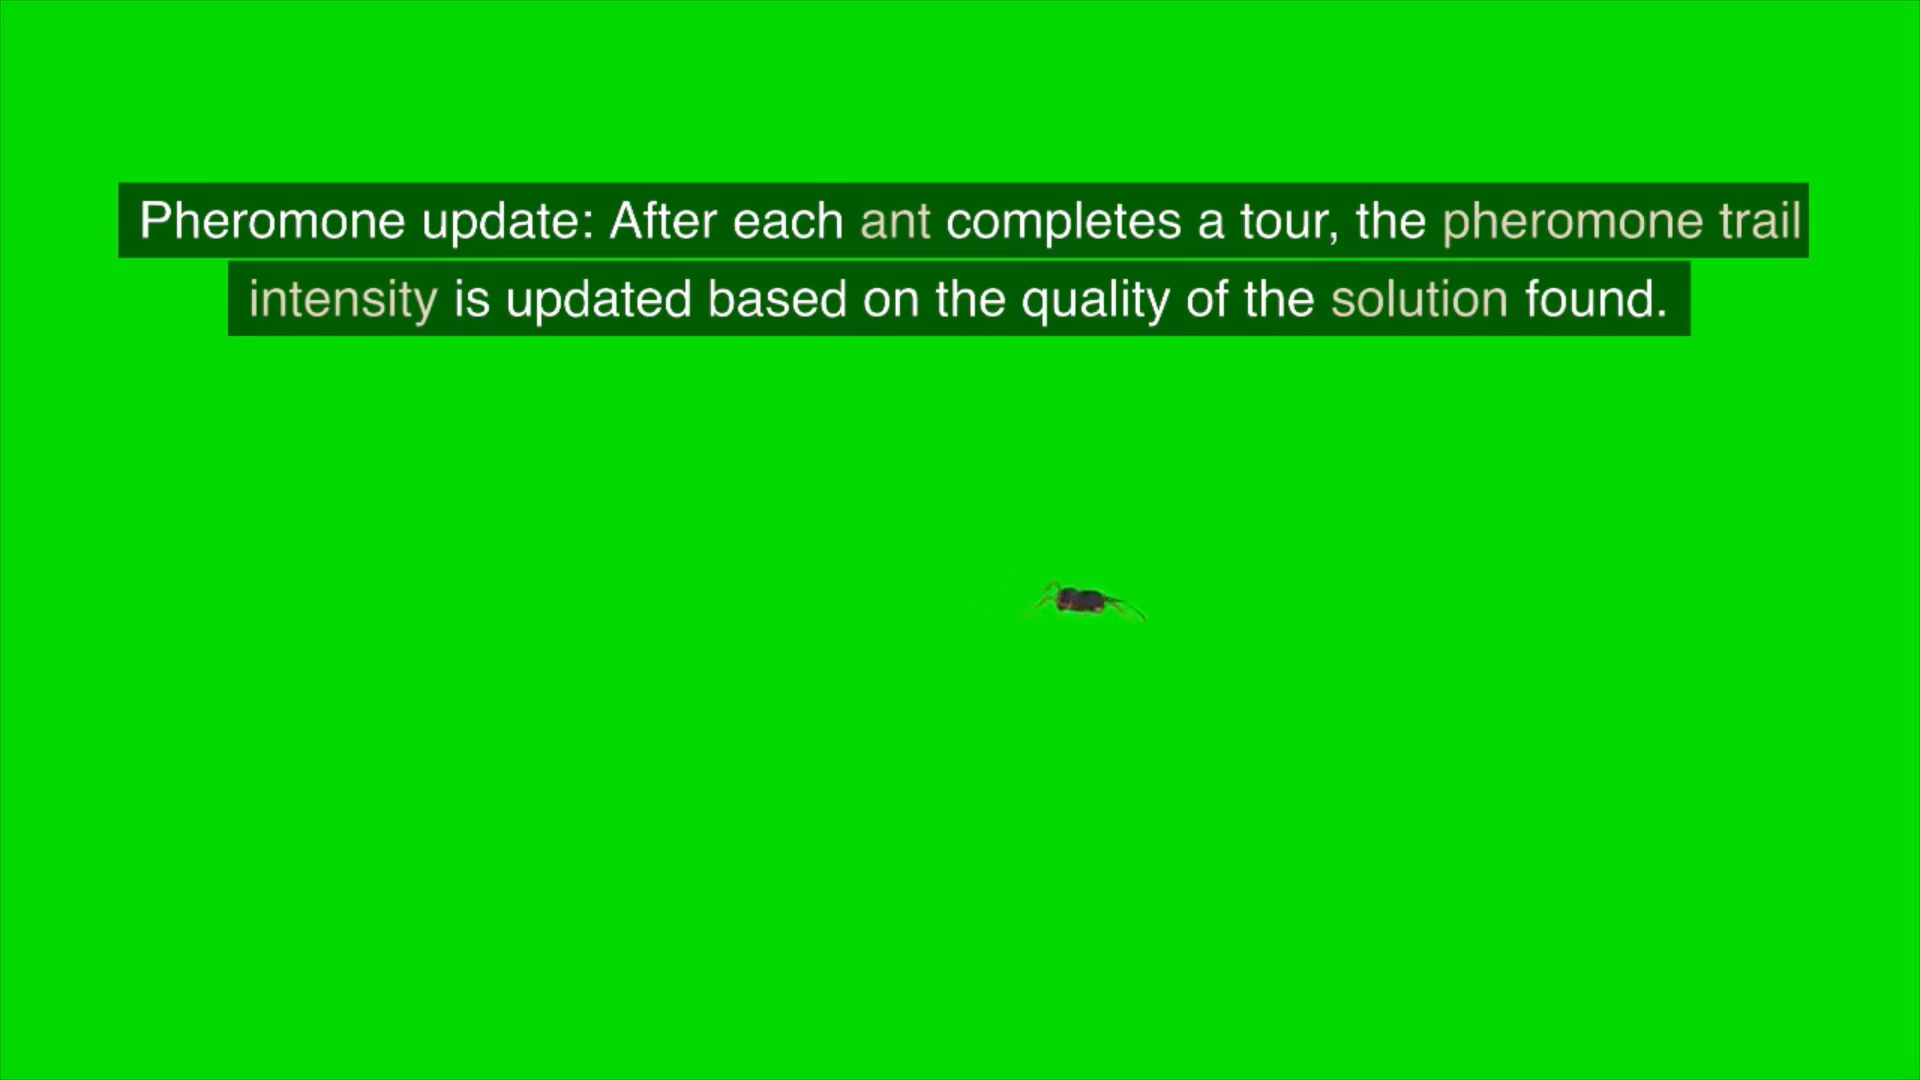 Pheromone update: After each ant completes a tour, the pheromone trail
intensity is updated based on the quality of the solution found.